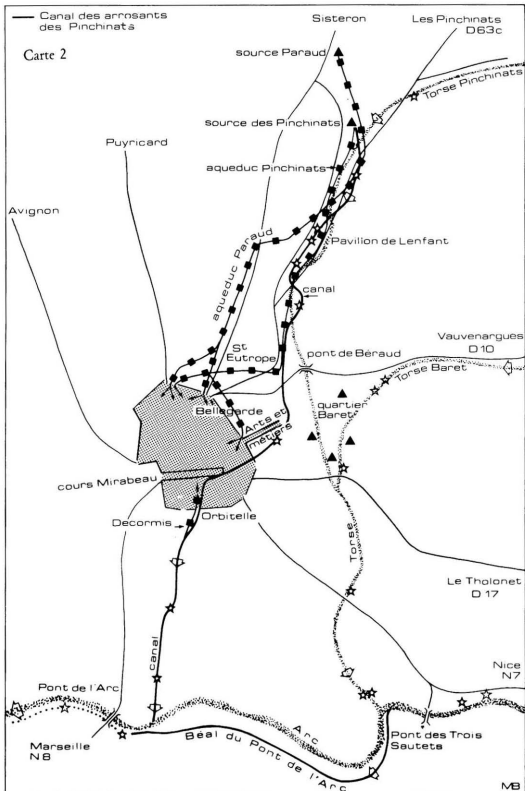 Canal des arrosants
des Pinchinats
Carte 2
Sisteron
Les Pinchinats
D63c
source Paraud
Torse Pinchinats
source des Pinchinats
Puyricard
aqueduc Pinchinats
Avignon
aqueduc Paraud
Pavillon de Lenfant
canal
Vauvenargues
D10
St
Eutrope
pont de Béraud
Torse Baret
Bellegarde
quartier
Baret
Arts et
métiers
cours Mirabeau
Orbitelle
Decormis
Torse
Le Tholonet
D 17
canal
Nice
N7
Pont de l'Arc
Arc
Marseille
N8
Béal du Pont de l'Arc
Pont des Trois
Sautets
MB